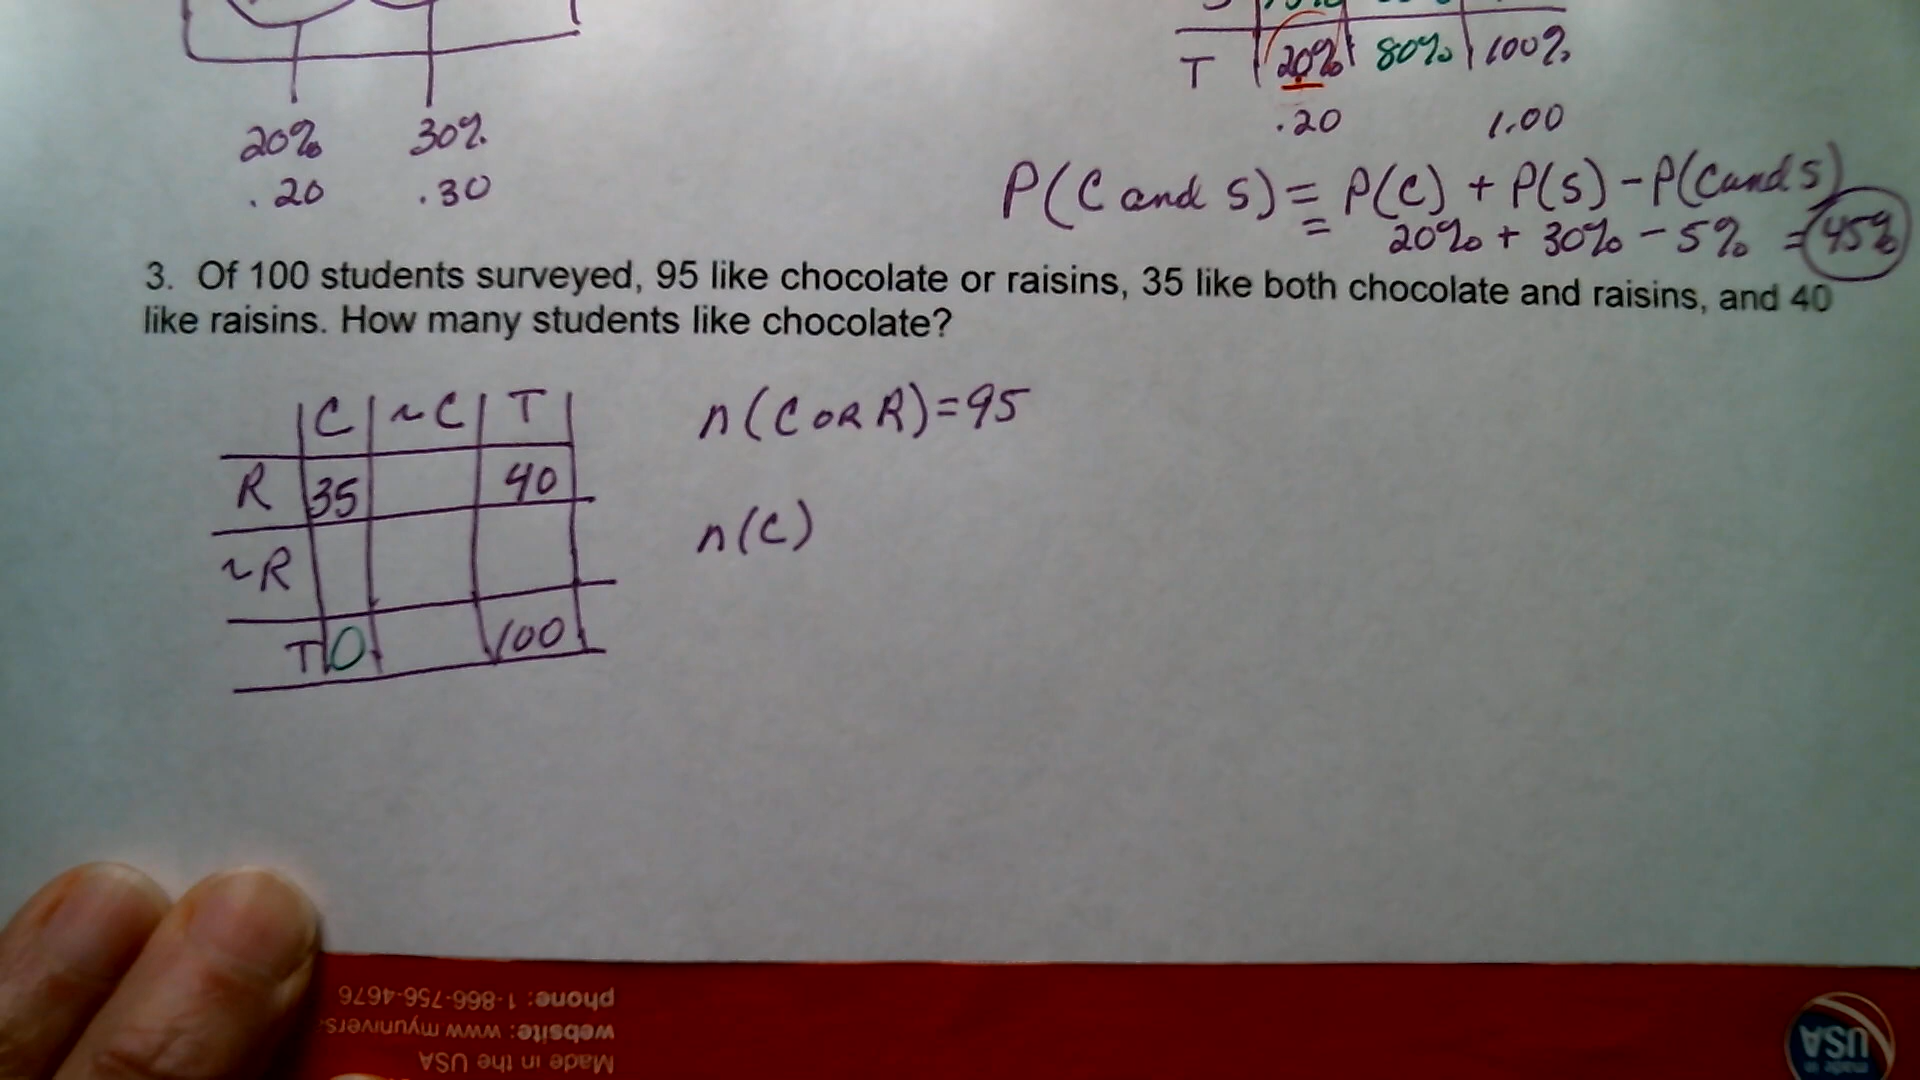 T 20% 80% 100%
.20 1.00
20% 30%
.20 .30
P(C and S) = P(C) + P(S) - P(C and S)
= 20% + 30% - 5% = 45%
3. Of 100 students surveyed, 95 like chocolate or raisins, 35 like both chocolate and raisins, and 40
like raisins. How many students like chocolate?
C ~C T
R 35 40
~R
T 0 100
n(C OR R)=95
n(C)
phone: 1-866-756-4676
website: www.myunivers
Made in the USA
made in
USA